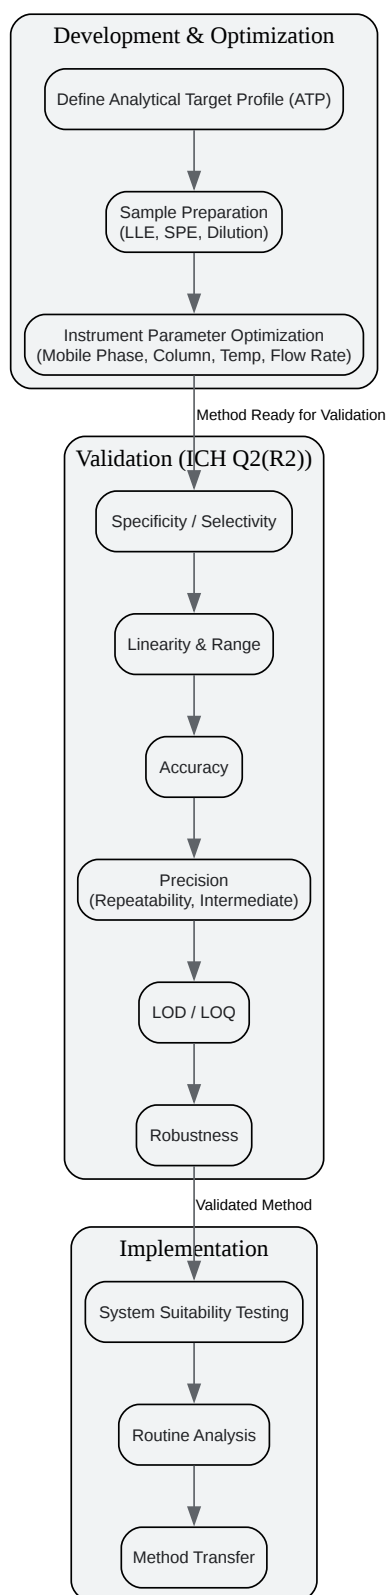 Development & Optimization
Define Analytical Target Profile (ATP)
Sample Preparation
(LLE, SPE, Dilution)
Instrument Parameter Optimization
(Mobile Phase, Column, Temp, Flow Rate)
Method Ready for Validation
Validation (ICH Q2(R2))
Specificity / Selectivity
Linearity & Range
Accuracy
Precision
(Repeatability, Intermediate)
LOD / LOQ
Robustness
Validated Method
Implementation
System Suitability Testing
Routine Analysis
Method Transfer